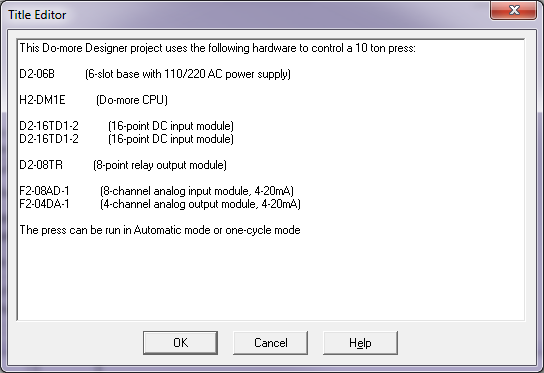 Title Editor
This Do-more Designer project uses the following hardware to control a 10 ton press:
D2-06B (6-slot base with 110/220 AC power supply)
H2-DM1E (Do-more CPU)
D2-16TD1-2 (16-point DC input module)
D2-16TD1-2 (16-point DC input module)
D2-08TR (8-point relay output module)
F2-08AD-1 (8-channel analog input module, 4-20mA)
F2-04DA-1 (4-channel analog output module, 4-20mA)
The press can be run in Automatic mode or one-cycle mode
OK Cancel Help